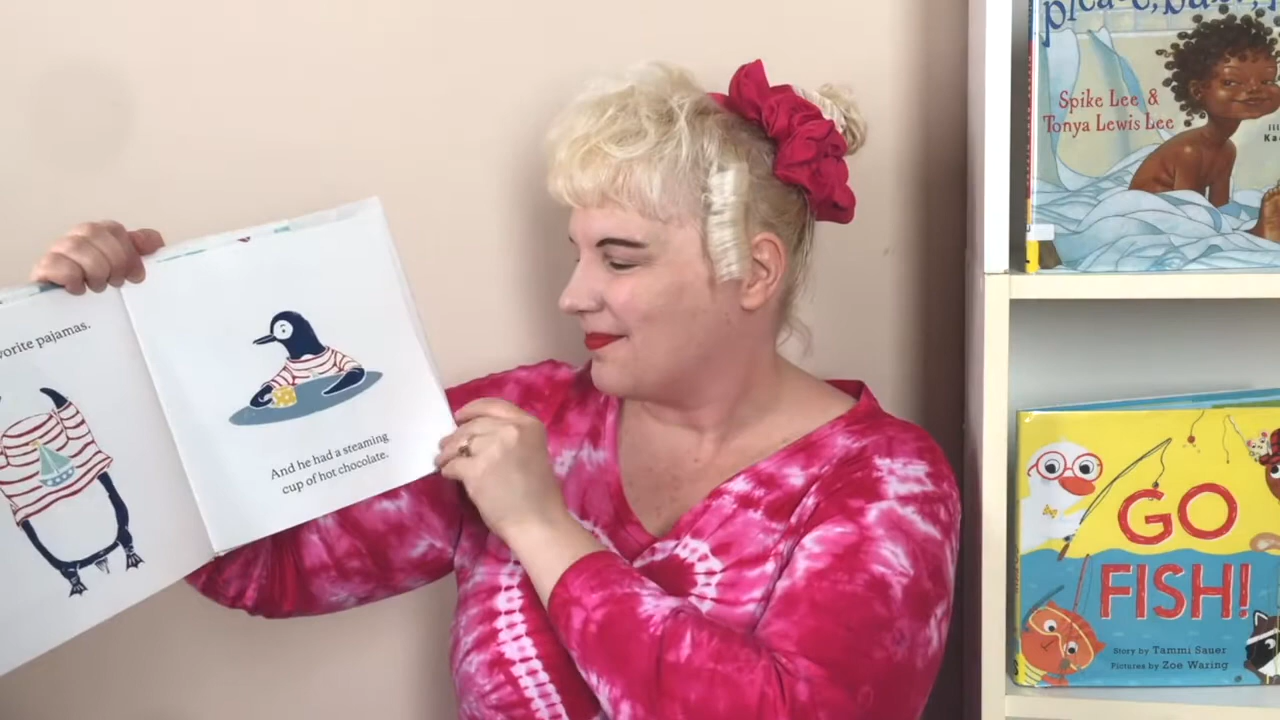 pajamas.
And he had a steaming
cup of hot chocolate.
Spike Lee &
Tonya Lewis Lee
GO
FISH!
Story by Tammi Sauer
Pictures by Zoe Waring